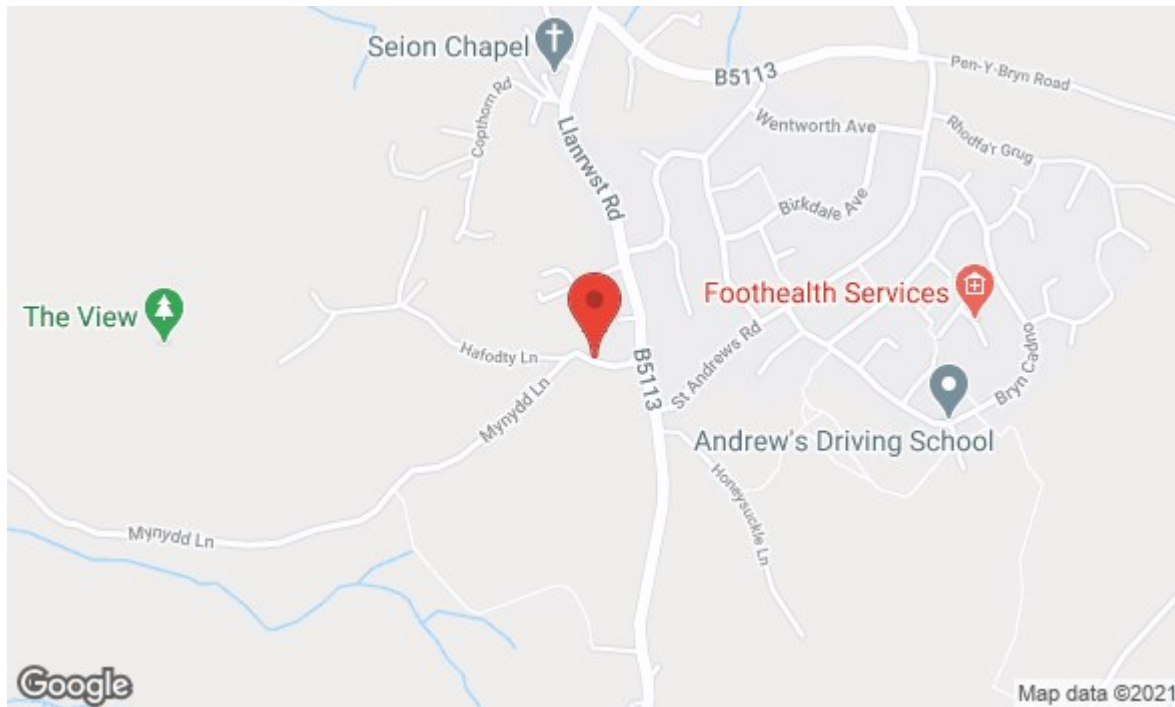 Seion Chapel
B5113
Pen-Y-Bryn Road
Copthorn Rd
Llanrwst Rd
Wentworth Ave
Rhodfa'r Grug
Birkdale Ave
Foothealth Services
The View
Hafodty Ln
St Andrews Rd
B5113
Bryn Cadno
Mynydd Ln
Andrew's Driving School
Honeysuckle Ln
Mynydd Ln
Google
Map data ©2021